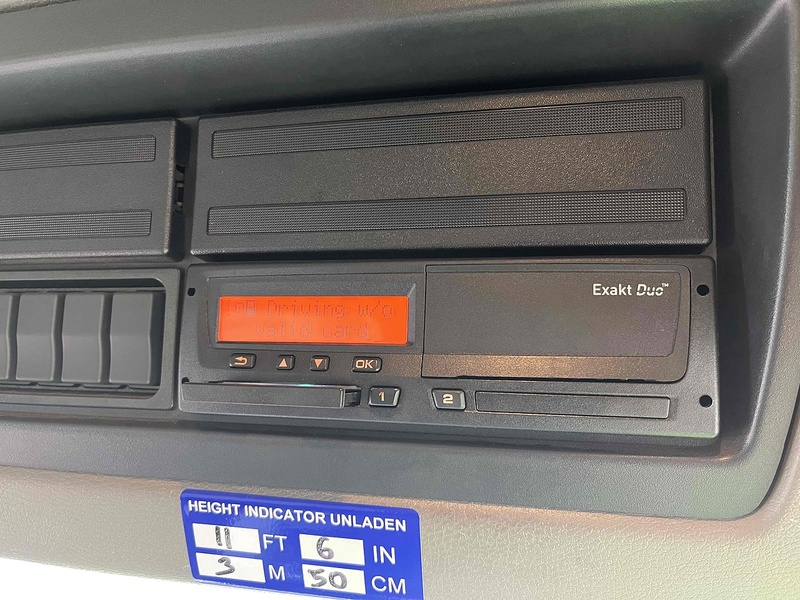 Exakt Duo™
Driving w/o
valid card
OK
1
2
HEIGHT INDICATOR UNLADEN
11 FT 6 IN
3 M 50 CM